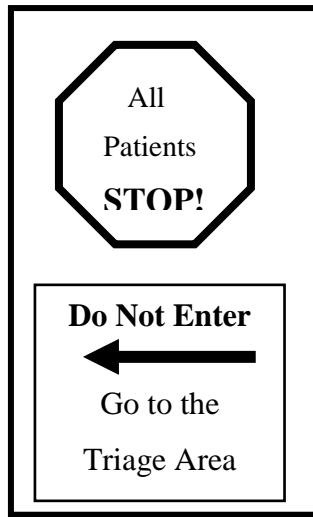 All
Patients
STOP!
Do Not Enter
Go to the
Triage Area